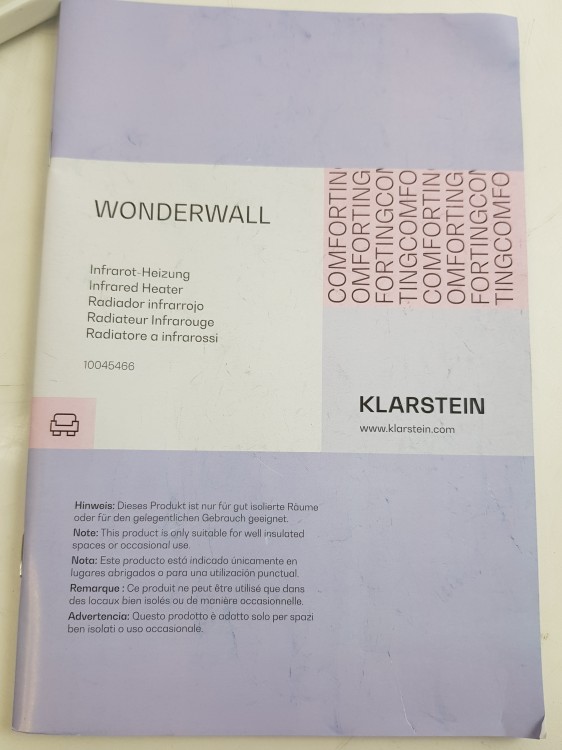 WONDERWALL
Infrarot-Heizung
Infrared Heater
Radiador infrarrojo
Radiateur Infrarouge
Radiatore a infrarossi
10045466
COMFORTIN
OMFORTING
FORTINGCON
TINGCOMFO
COMFORTIN
OMFORTING
FORTINGCON
TINGCOMFO
KLARSTEIN
www.klarstein.com
Hinweis: Dieses Produkt ist nur für gut isolierte Räume
oder für den gelegentlichen Gebrauch geeignet.
Note: This product is only suitable for well insulated
spaces or occasional use.
Nota: Este producto está indicado únicamente en
lugares abrigados o para una utilización punctual.
Remarque : Ce produit ne peut être utilisé que dans
des locaux bien isolés ou de manière occasionnelle.
Advertencia: Questo prodotto è adatto solo per spazi
ben isolati o uso occasionale.